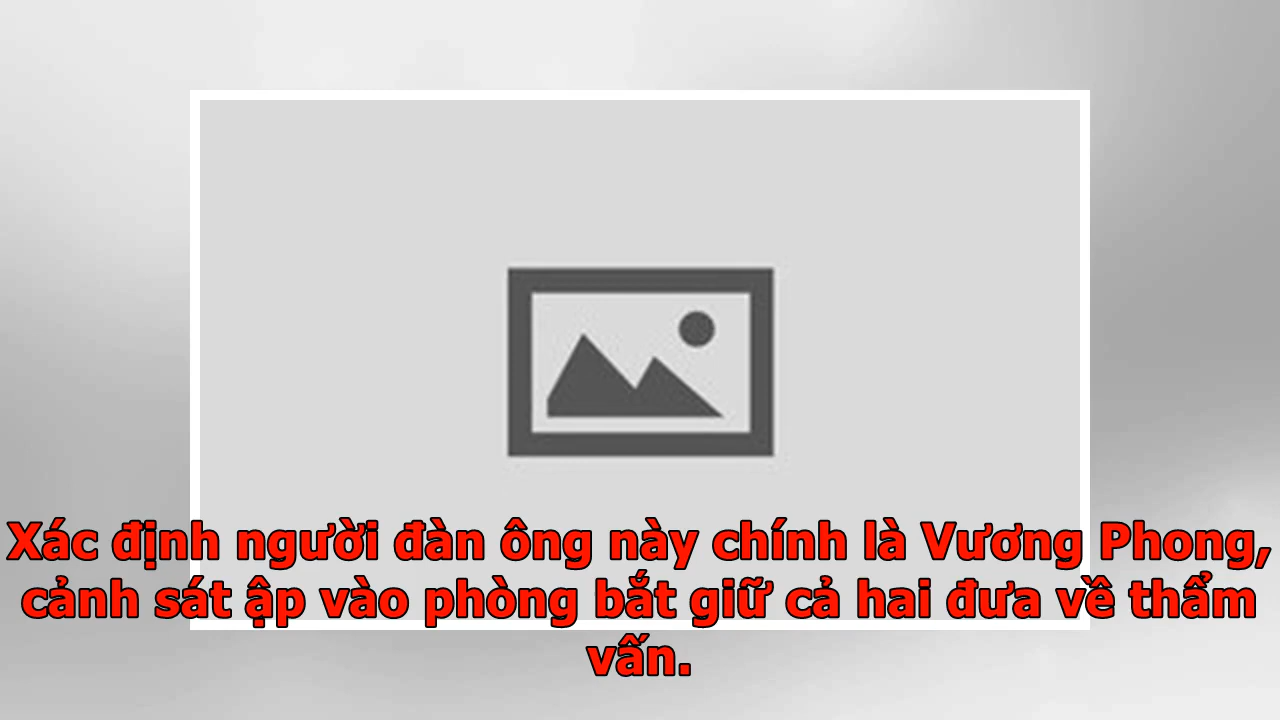 Xác định người đàn ông này chính là Vương Phong,
cảnh sát ập vào phòng bắt giữ cả hai đưa về thẩm
vấn.